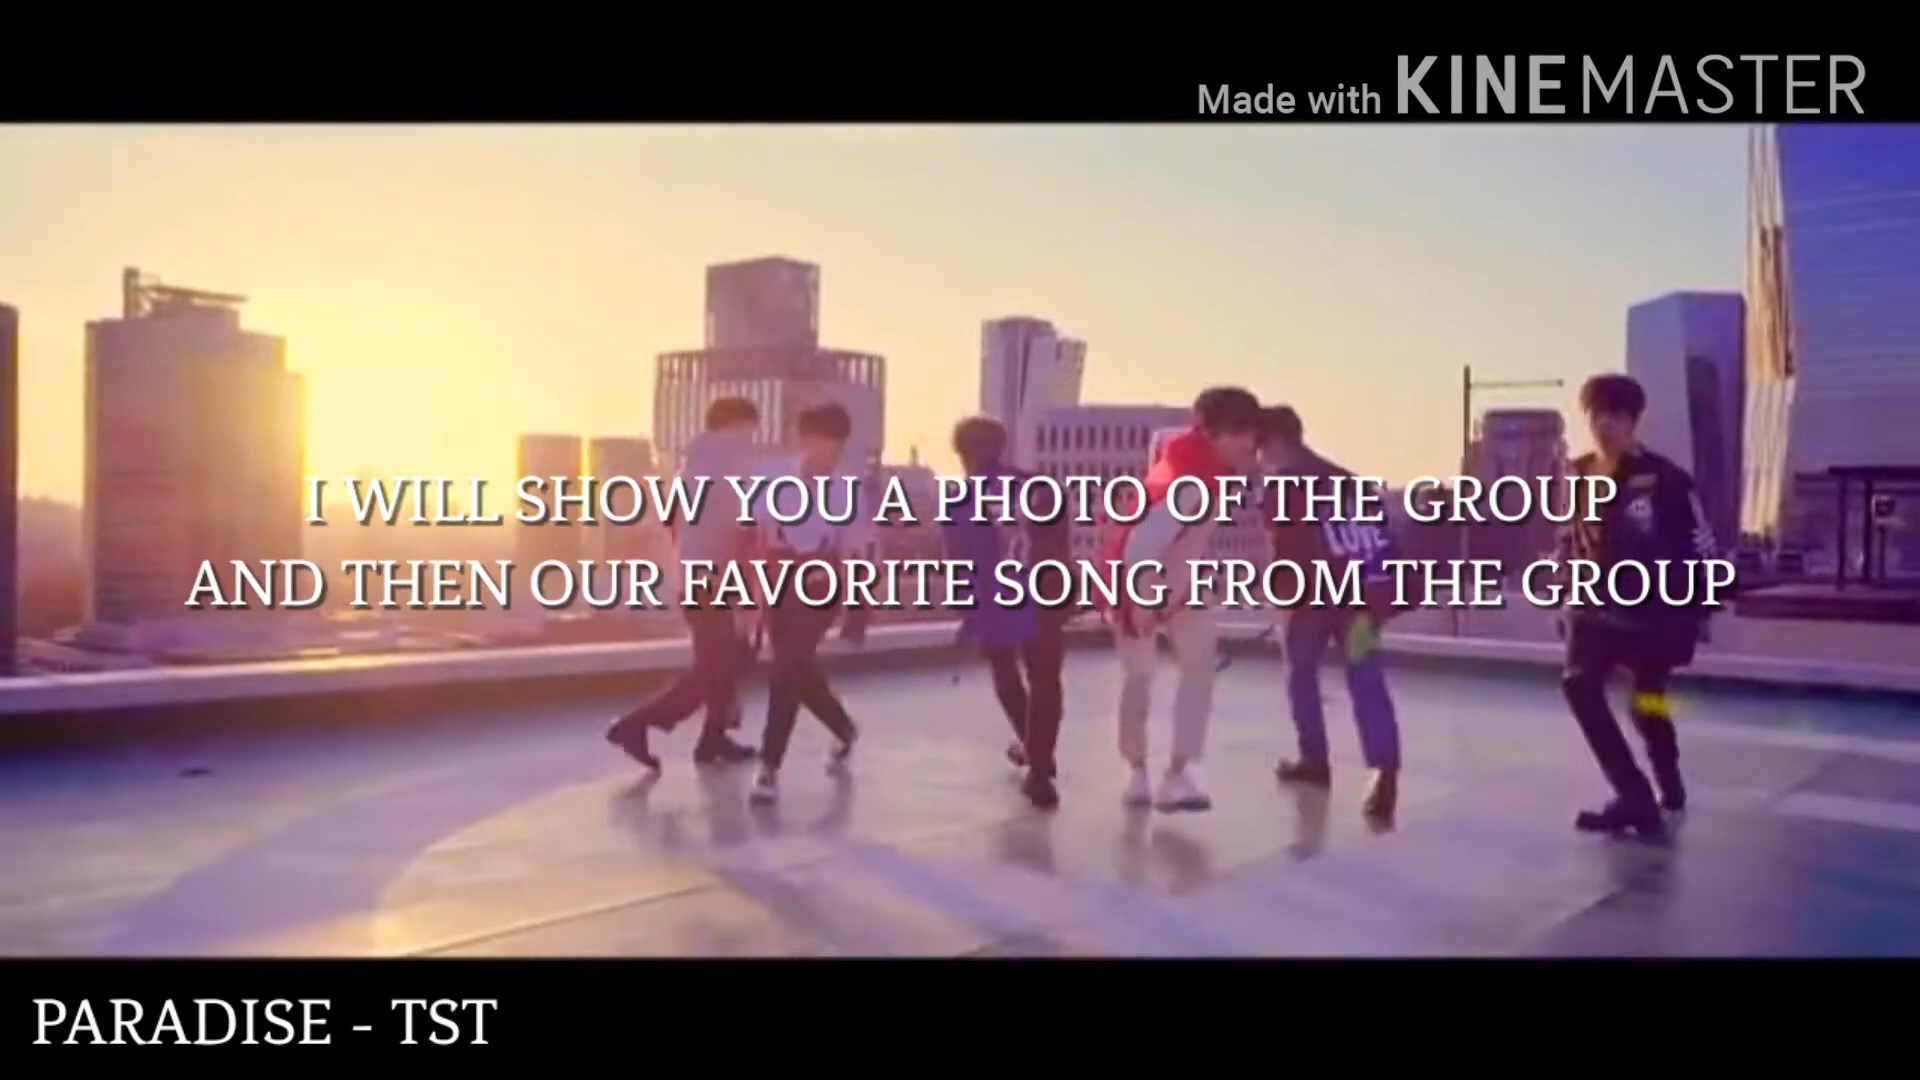 Made with KINEMASTER
I WILL SHOW YOU A PHOTO OF THE GROUP
AND THEN OUR FAVORITE SONG FROM THE GROUP
LOVE
PARADISE - TST